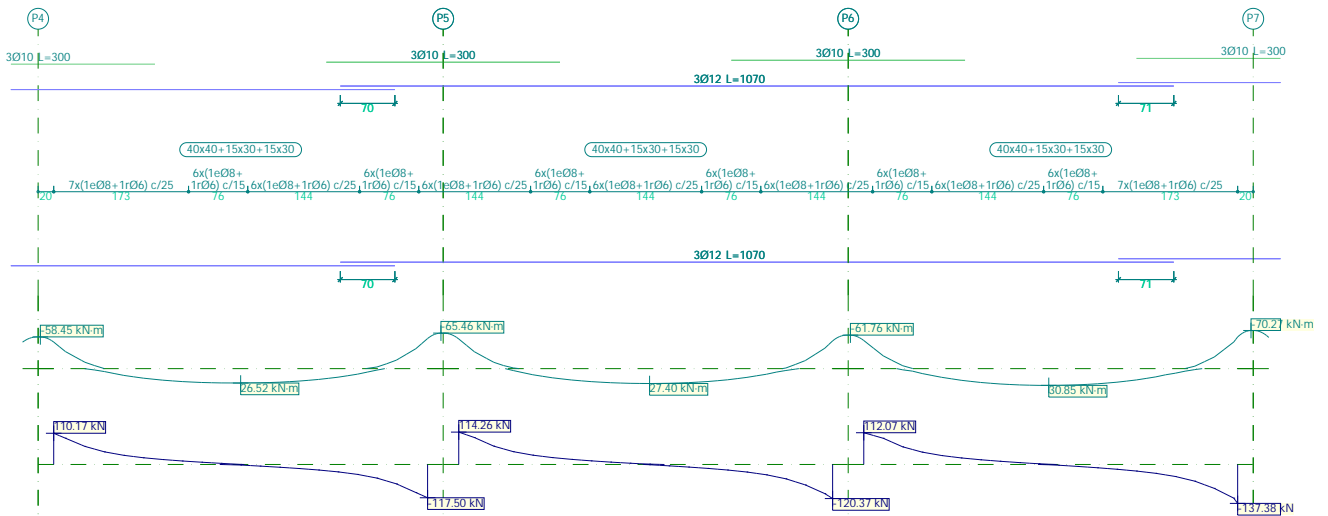 P4 P5 P6 P7
3Ø10 L=300 3Ø10 L=300 3Ø10 L=300 3Ø10 L=300
3Ø12 L=1070
70 71
40x40+15x30+15x30 40x40+15x30+15x30 40x40+15x30+15x30
6x(1eØ8+ 6x(1eØ8+ 6x(1eØ8+ 6x(1eØ8+ 6x(1eØ8+ 6x(1eØ8+
7x(1eØ8+1rØ6) c/25 1rØ6) c/15 6x(1eØ8+1rØ6) c/25 1rØ6) c/15 6x(1eØ8+1rØ6) c/25 1rØ6) c/15 6x(1eØ8+1rØ6) c/25 1rØ6) c/15 6x(1eØ8+1rØ6) c/25 1rØ6) c/15 6x(1eØ8+1rØ6) c/25 1rØ6) c/15 7x(1eØ8+1rØ6) c/25
20 173 76 144 76 144 76 144 76 144 76 144 76 173 20
3Ø12 L=1070
70 71
-58.45 kN·m -65.46 kN·m -61.76 kN·m -70.27 kN·m
26.52 kN·m 27.40 kN·m 30.85 kN·m
110.17 kN 114.26 kN 112.07 kN
-117.50 kN -120.37 kN -137.38 kN